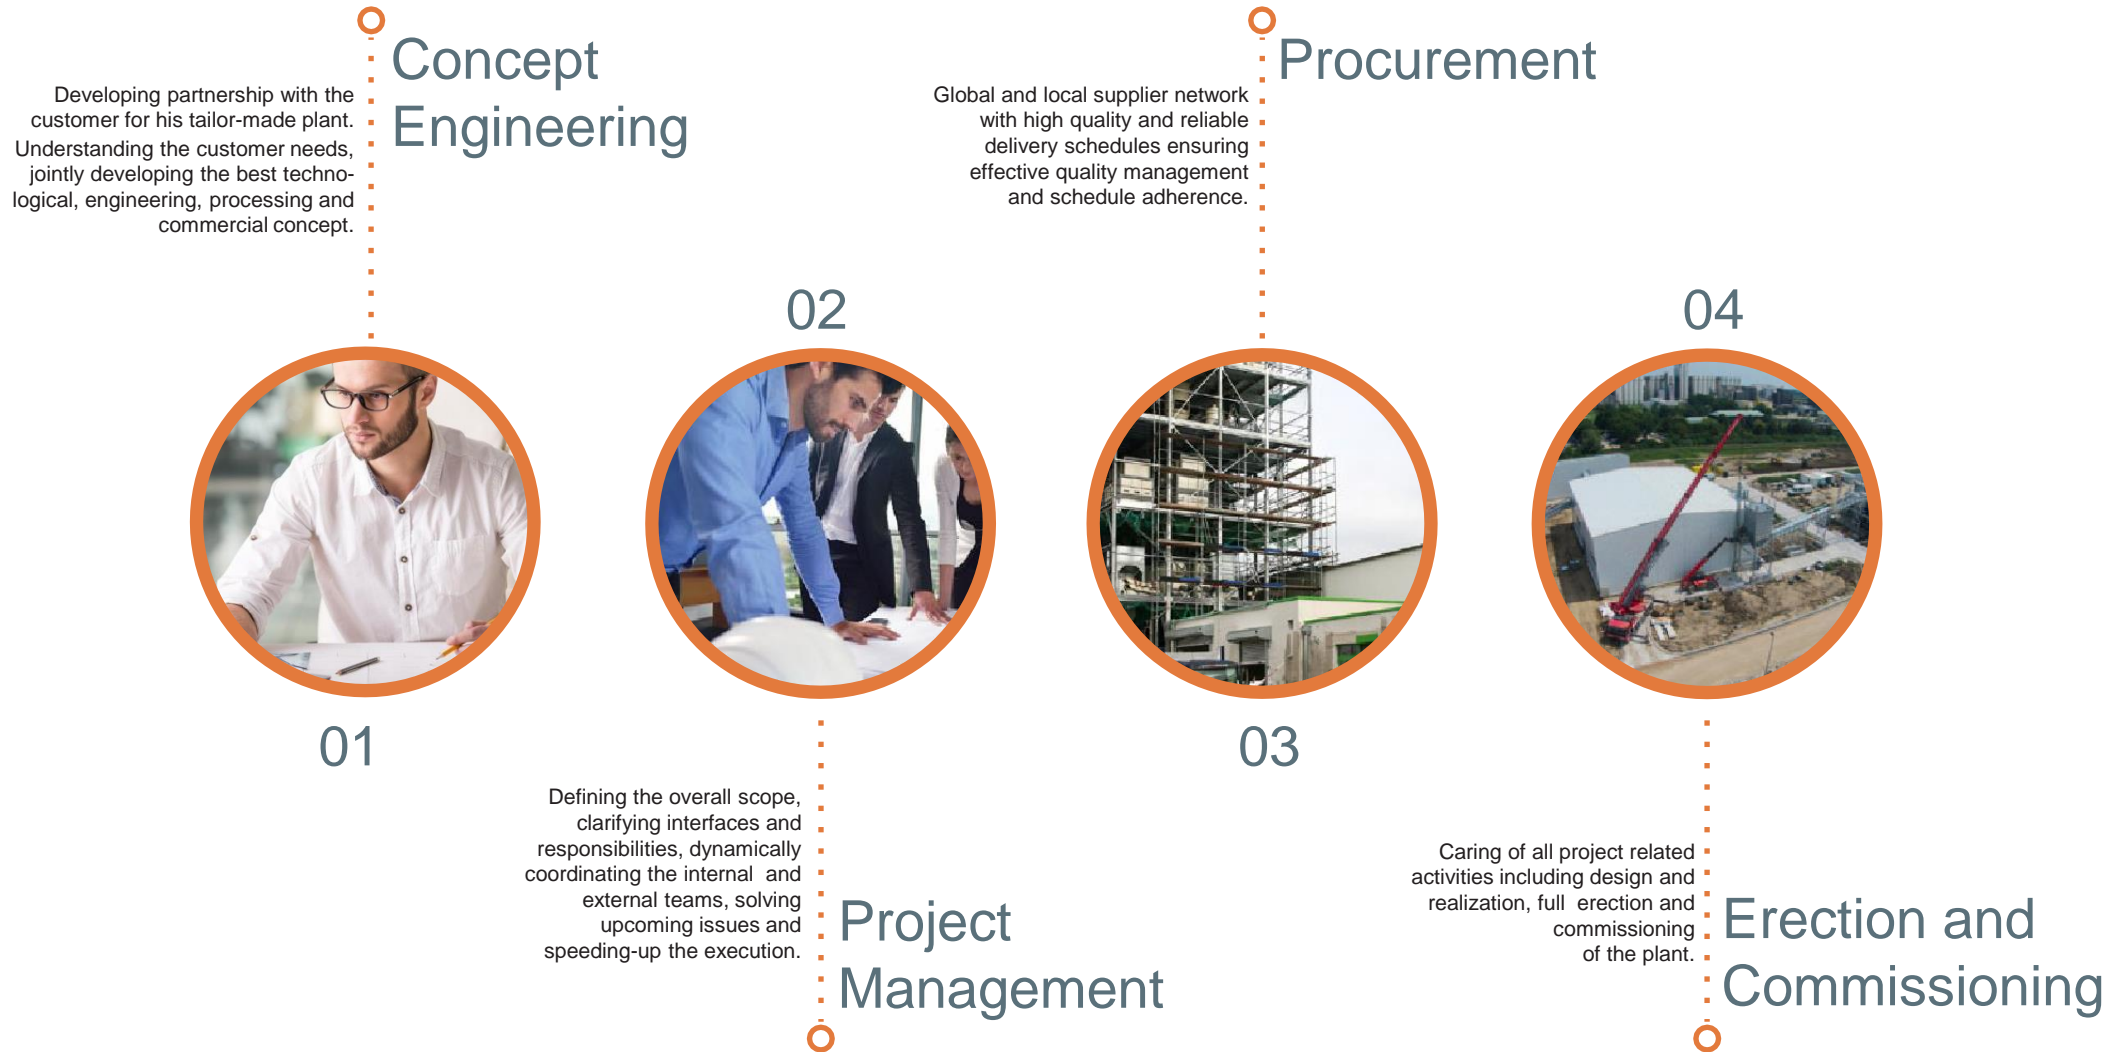 Concept
Engineering
Developing partnership with the
customer for his tailor-made plant.
Understanding the customer needs,
jointly developing the best techno-
logical, engineering, processing and
commercial concept.
01
02
Defining the overall scope,
clarifying interfaces and
responsibilities, dynamically
coordinating the internal  and
external teams, solving
upcoming issues and
speeding-up the execution.
Project
Management
Procurement
Global and local supplier network
with high quality and reliable
delivery schedules ensuring
effective quality management
and schedule adherence.
03
04
Caring of all project related
activities including design and
realization, full  erection and
commissioning
of the plant.
Erection and
Commissioning